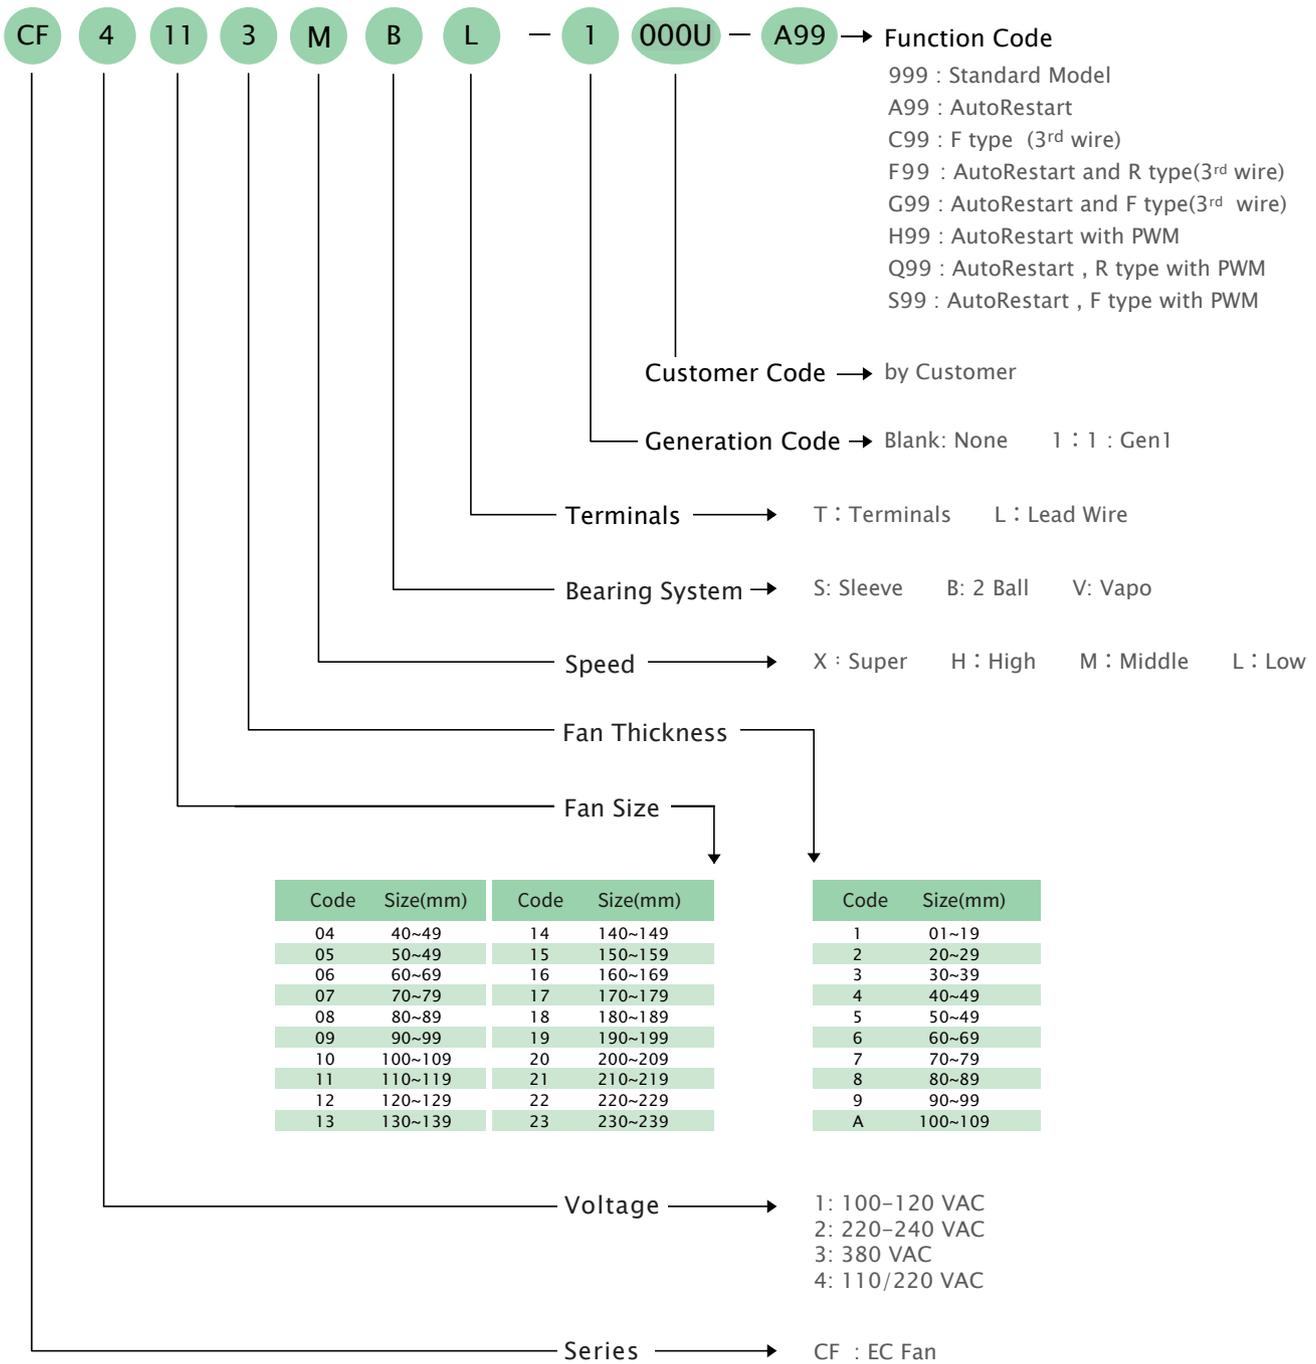 CF 4 11 3 M B L – 1 000U – A99 Function Code
999 : Standard Model
A99 : AutoRestart
C99 : F type (3rd wire)
F99 : AutoRestart and R type(3rd wire)
G99 : AutoRestart and F type(3rd wire)
H99 : AutoRestart with PWM
Q99 : AutoRestart , R type with PWM
S99 : AutoRestart , F type with PWM
Customer Code by Customer
Generation Code Blank: None 1：1 : Gen1
Terminals T：Terminals L：Lead Wire
Bearing System S: Sleeve B: 2 Ball V: Vapo
Speed X：Super H：High M：Middle L：Low
Fan Thickness
Fan Size
Code Size(mm) Code Size(mm) Code Size(mm)
04 40~49 14 140~149 1 01~19
05 50~49 15 150~159 2 20~29
06 60~69 16 160~169 3 30~39
07 70~79 17 170~179 4 40~49
08 80~89 18 180~189 5 50~49
09 90~99 19 190~199 6 60~69
10 100~109 20 200~209 7 70~79
11 110~119 21 210~219 8 80~89
12 120~129 22 220~229 9 90~99
13 130~139 23 230~239 A 100~109
Voltage 1: 100–120 VAC
2: 220–240 VAC
3: 380 VAC
4: 110/220 VAC
Series CF : EC Fan